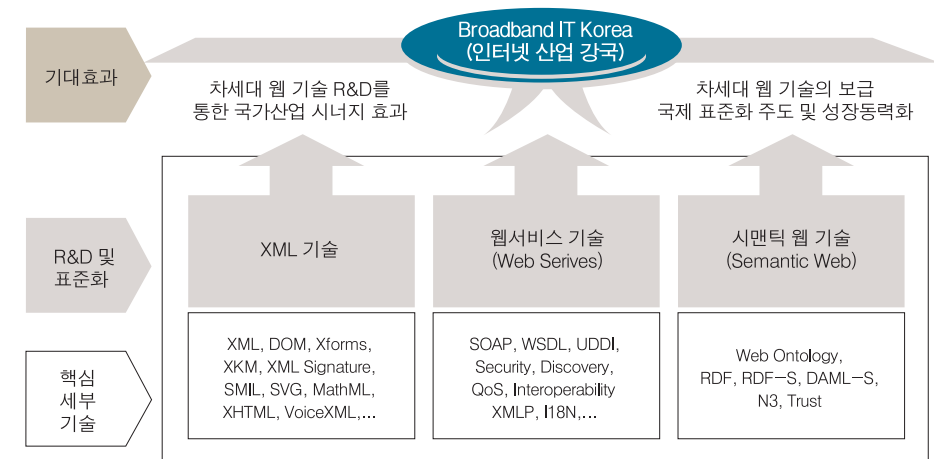 Broadband IT Korea
(인터넷 산업 강국)
기대효과
차세대 웹 기술 R&D를
통한 국가산업 시너지 효과
차세대 웹 기술의 보급
국제 표준화 주도 및 성장동력화
R&D 및
표준화
XML 기술
웹서비스 기술
(Web Serives)
시맨틱 웹 기술
(Semantic Web)
핵심
세부
기술
XML, DOM, Xforms,
XKM, XML Signature,
SMIL, SVG, MathML,
XHTML, VoiceXML,...
SOAP, WSDL, UDDI,
Security, Discovery,
QoS, Interoperability
XMLP, I18N,...
Web Ontology,
RDF, RDF-S, DAML-S,
N3, Trust